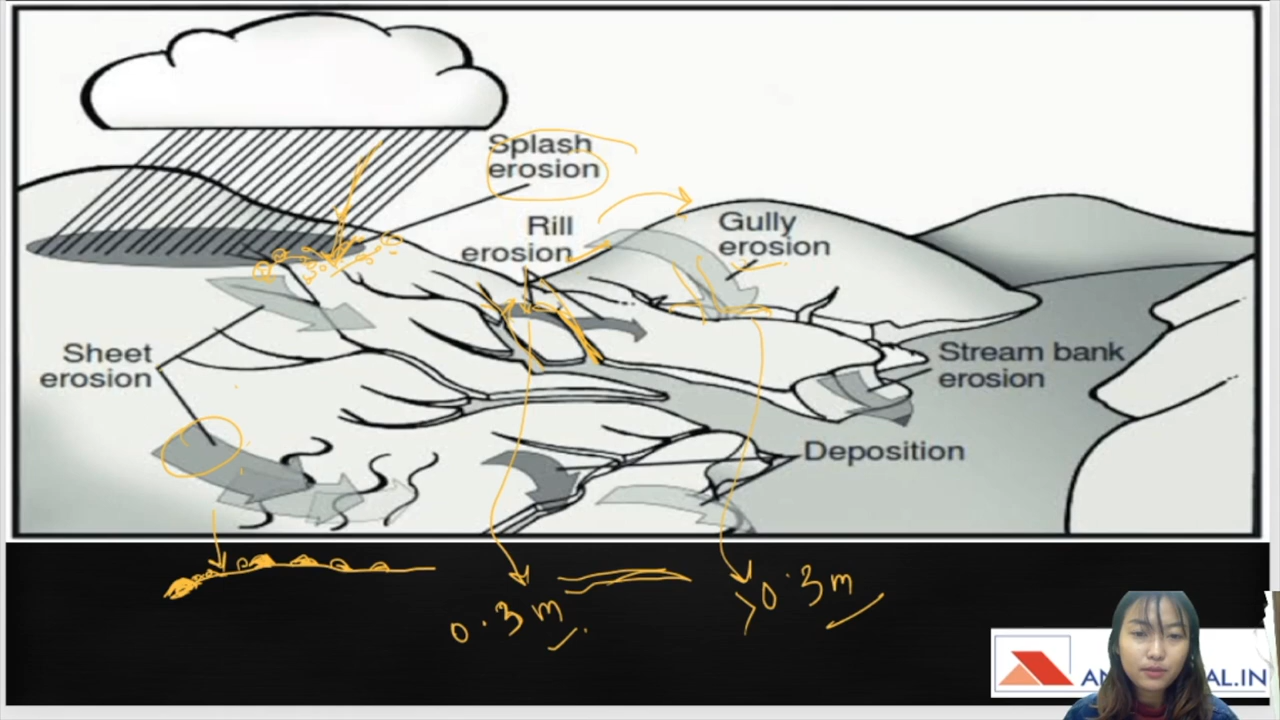 Splash
erosion
Rill
erosion
Gully
erosion
Sheet
erosion
Stream bank
erosion
Deposition
0.3m
>0.3m
AL.IN